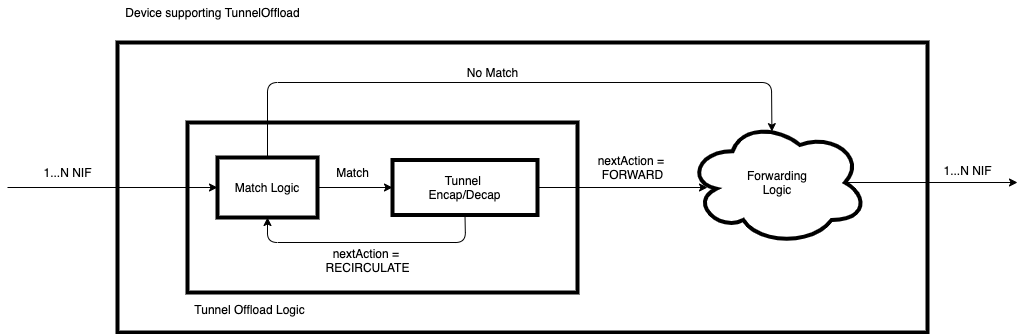 Device supporting TunnelOffload
No Match
1...N NIF
Match Logic
Match
Tunnel
Encap/Decap
nextAction =
FORWARD
Forwarding
Logic
1...N NIF
nextAction =
RECIRCULATE
Tunnel Offload Logic